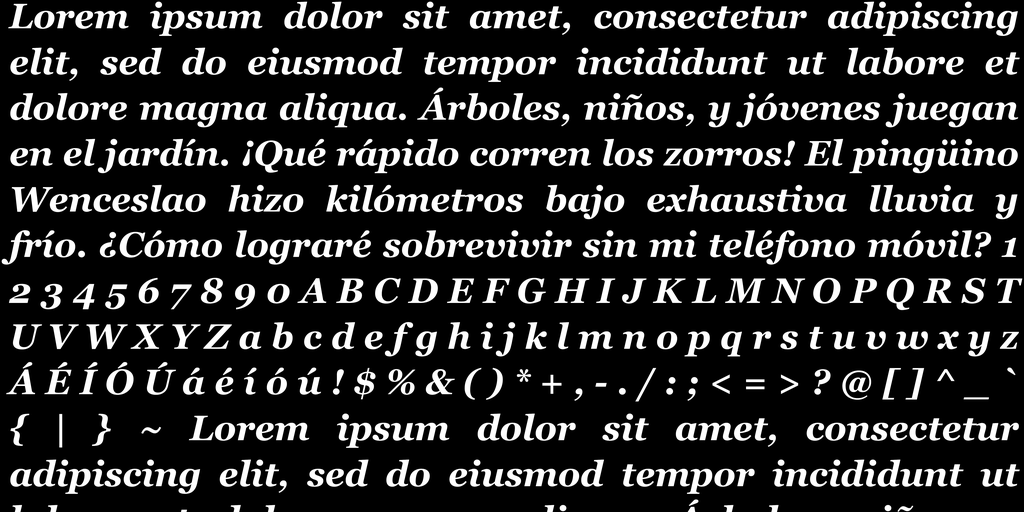 Lorem ipsum dolor sit amet, consectetur adipiscing
elit, sed do eiusmod tempor incididunt ut labore et
dolore magna aliqua. Árboles, niños, y jóvenes juegan
en el jardín. ¡Qué rápido corren los zorros! El pingüino
Wenceslao hizo kilómetros bajo exhaustiva lluvia y
frío. ¿Cómo lograré sobrevivir sin mi teléfono móvil? 1
2 3 4 5 6 7 8 9 0 A B C D E F G H I J K L M N O P Q R S T
U V W X Y Z a b c d e f g h i j k l m n o p q r s t u v w x y z
Á É Í Ó Ú á é í ó ú ! $ % & ( ) * + , - . / : ; < = > ? @ [ ] ^ _ `
{ | } ~ Lorem ipsum dolor sit amet, consectetur
adipiscing elit, sed do eiusmod tempor incididunt ut